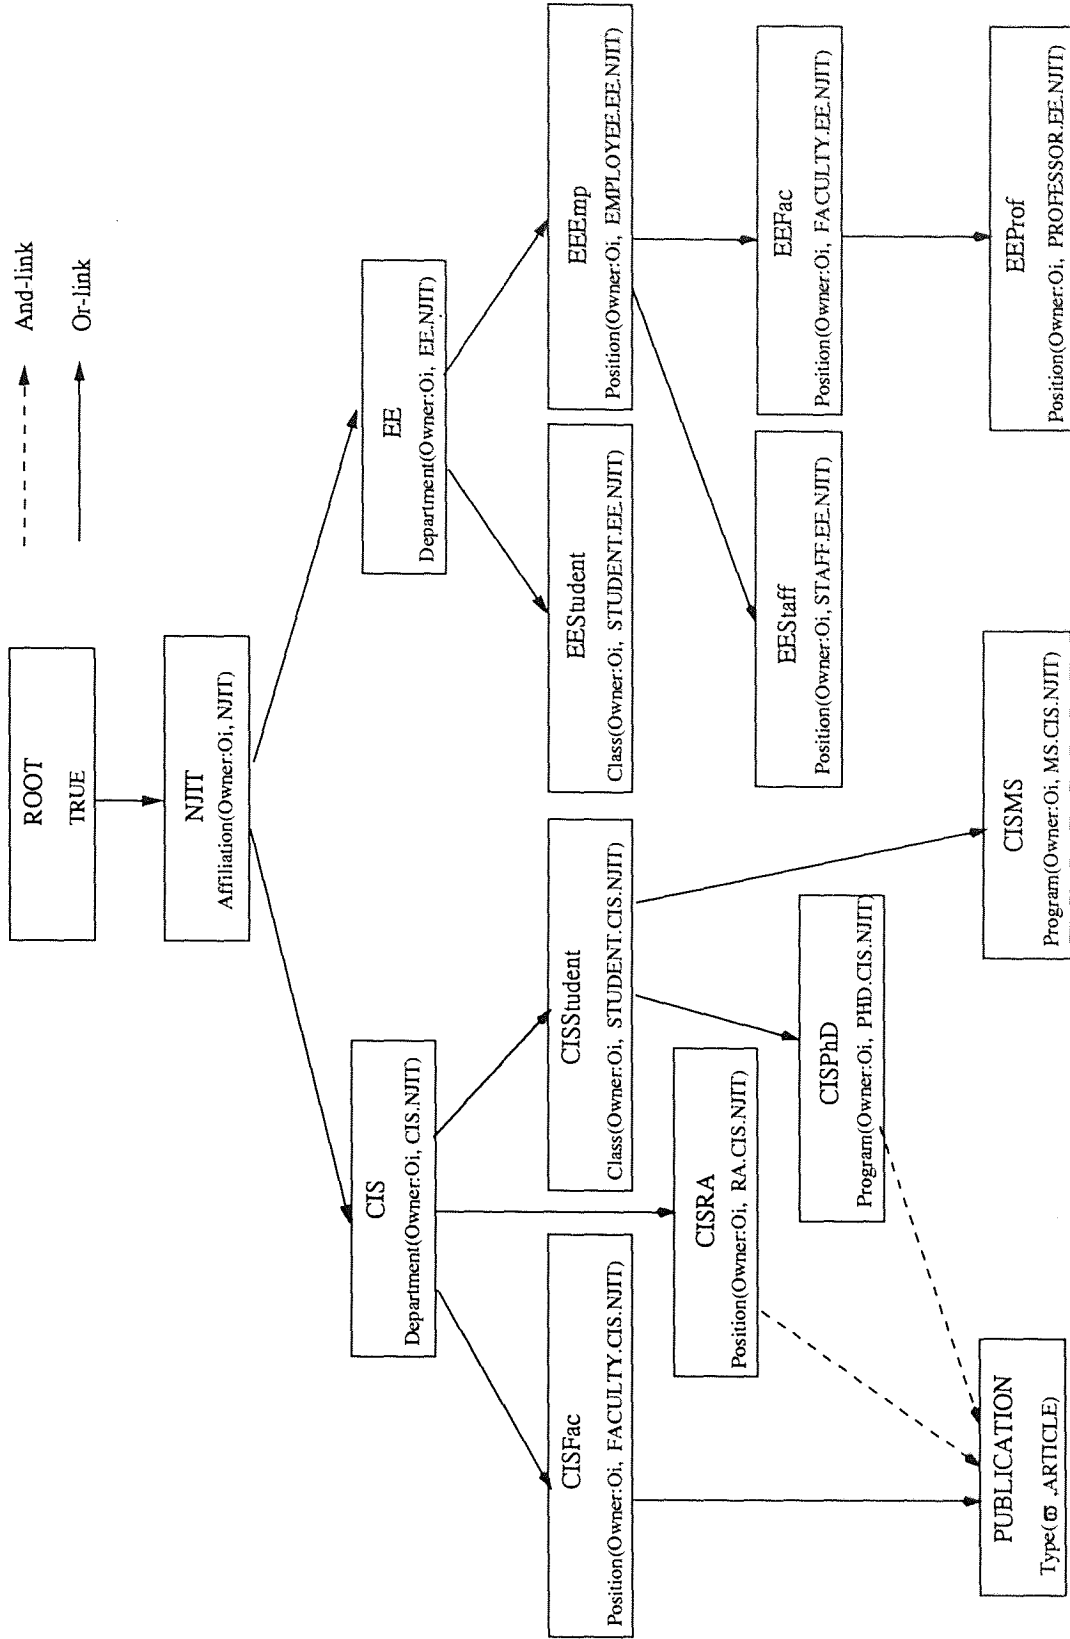 And-link
Or-link
ROOT
TRUE
NJIT
Affiliation(Owner:Oi, NJIT)
CIS
Department(Owner:Oi, CIS.NJIT)
EE
Department(Owner:Oi, EE.NJIT)
CISFac
Position(Owner:Oi, FACULTY.CIS.NJIT)
CISStudent
Class(Owner:Oi, STUDENT.CIS.NJIT)
EEStudent
Class(Owner:Oi, STUDENT.EE.NJIT)
EEEmp
Position(Owner:Oi, EMPLOYEE.EE.NJIT)
CISRA
Position(Owner:Oi, RA.CIS.NJIT)
CISPhD
Program(Owner:Oi, PHD.CIS.NJIT)
EEStaff
Position(Owner:Oi, STAFF.EE.NJIT)
EEFac
Position(Owner:Oi, FACULTY.EE.NJIT)
PUBLICATION
Type(ϖ ,ARTICLE)
CISMS
Program(Owner:Oi, MS.CIS.NJIT)
EEProf
Position(Owner:Oi, PROFESSOR.EE.NJIT)